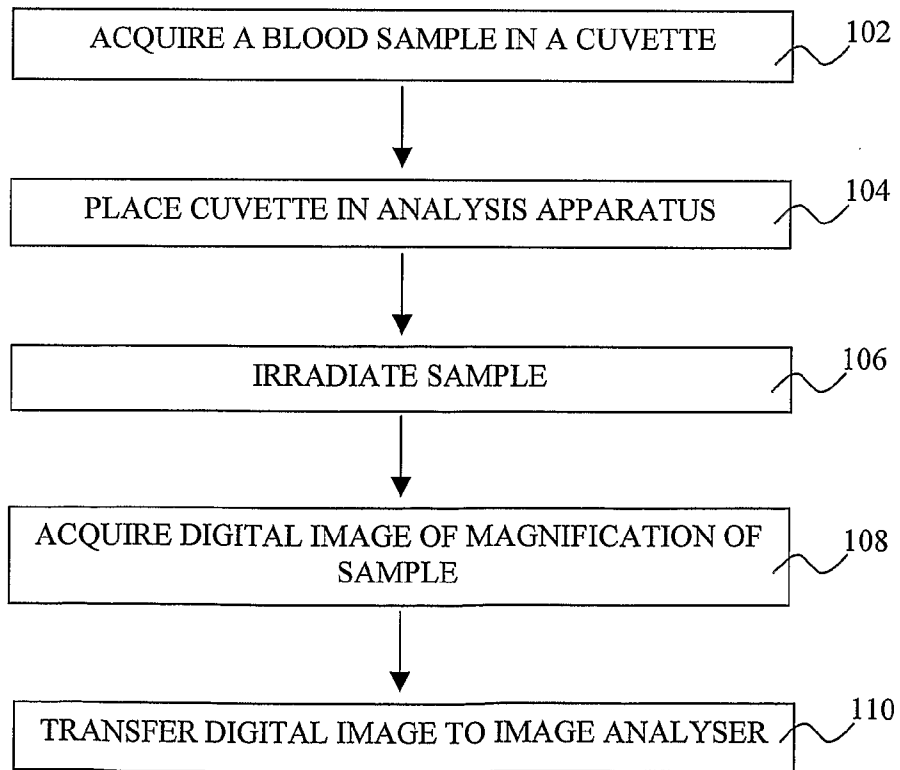 ACQUIRE A BLOOD SAMPLE IN A CUVETTE
102
PLACE CUVETTE IN ANALYSIS APPARATUS
104
IRRADIATE SAMPLE
106
ACQUIRE DIGITAL IMAGE OF MAGNIFICATION OF
SAMPLE
108
TRANSFER DIGITAL IMAGE TO IMAGE ANALYSER
110